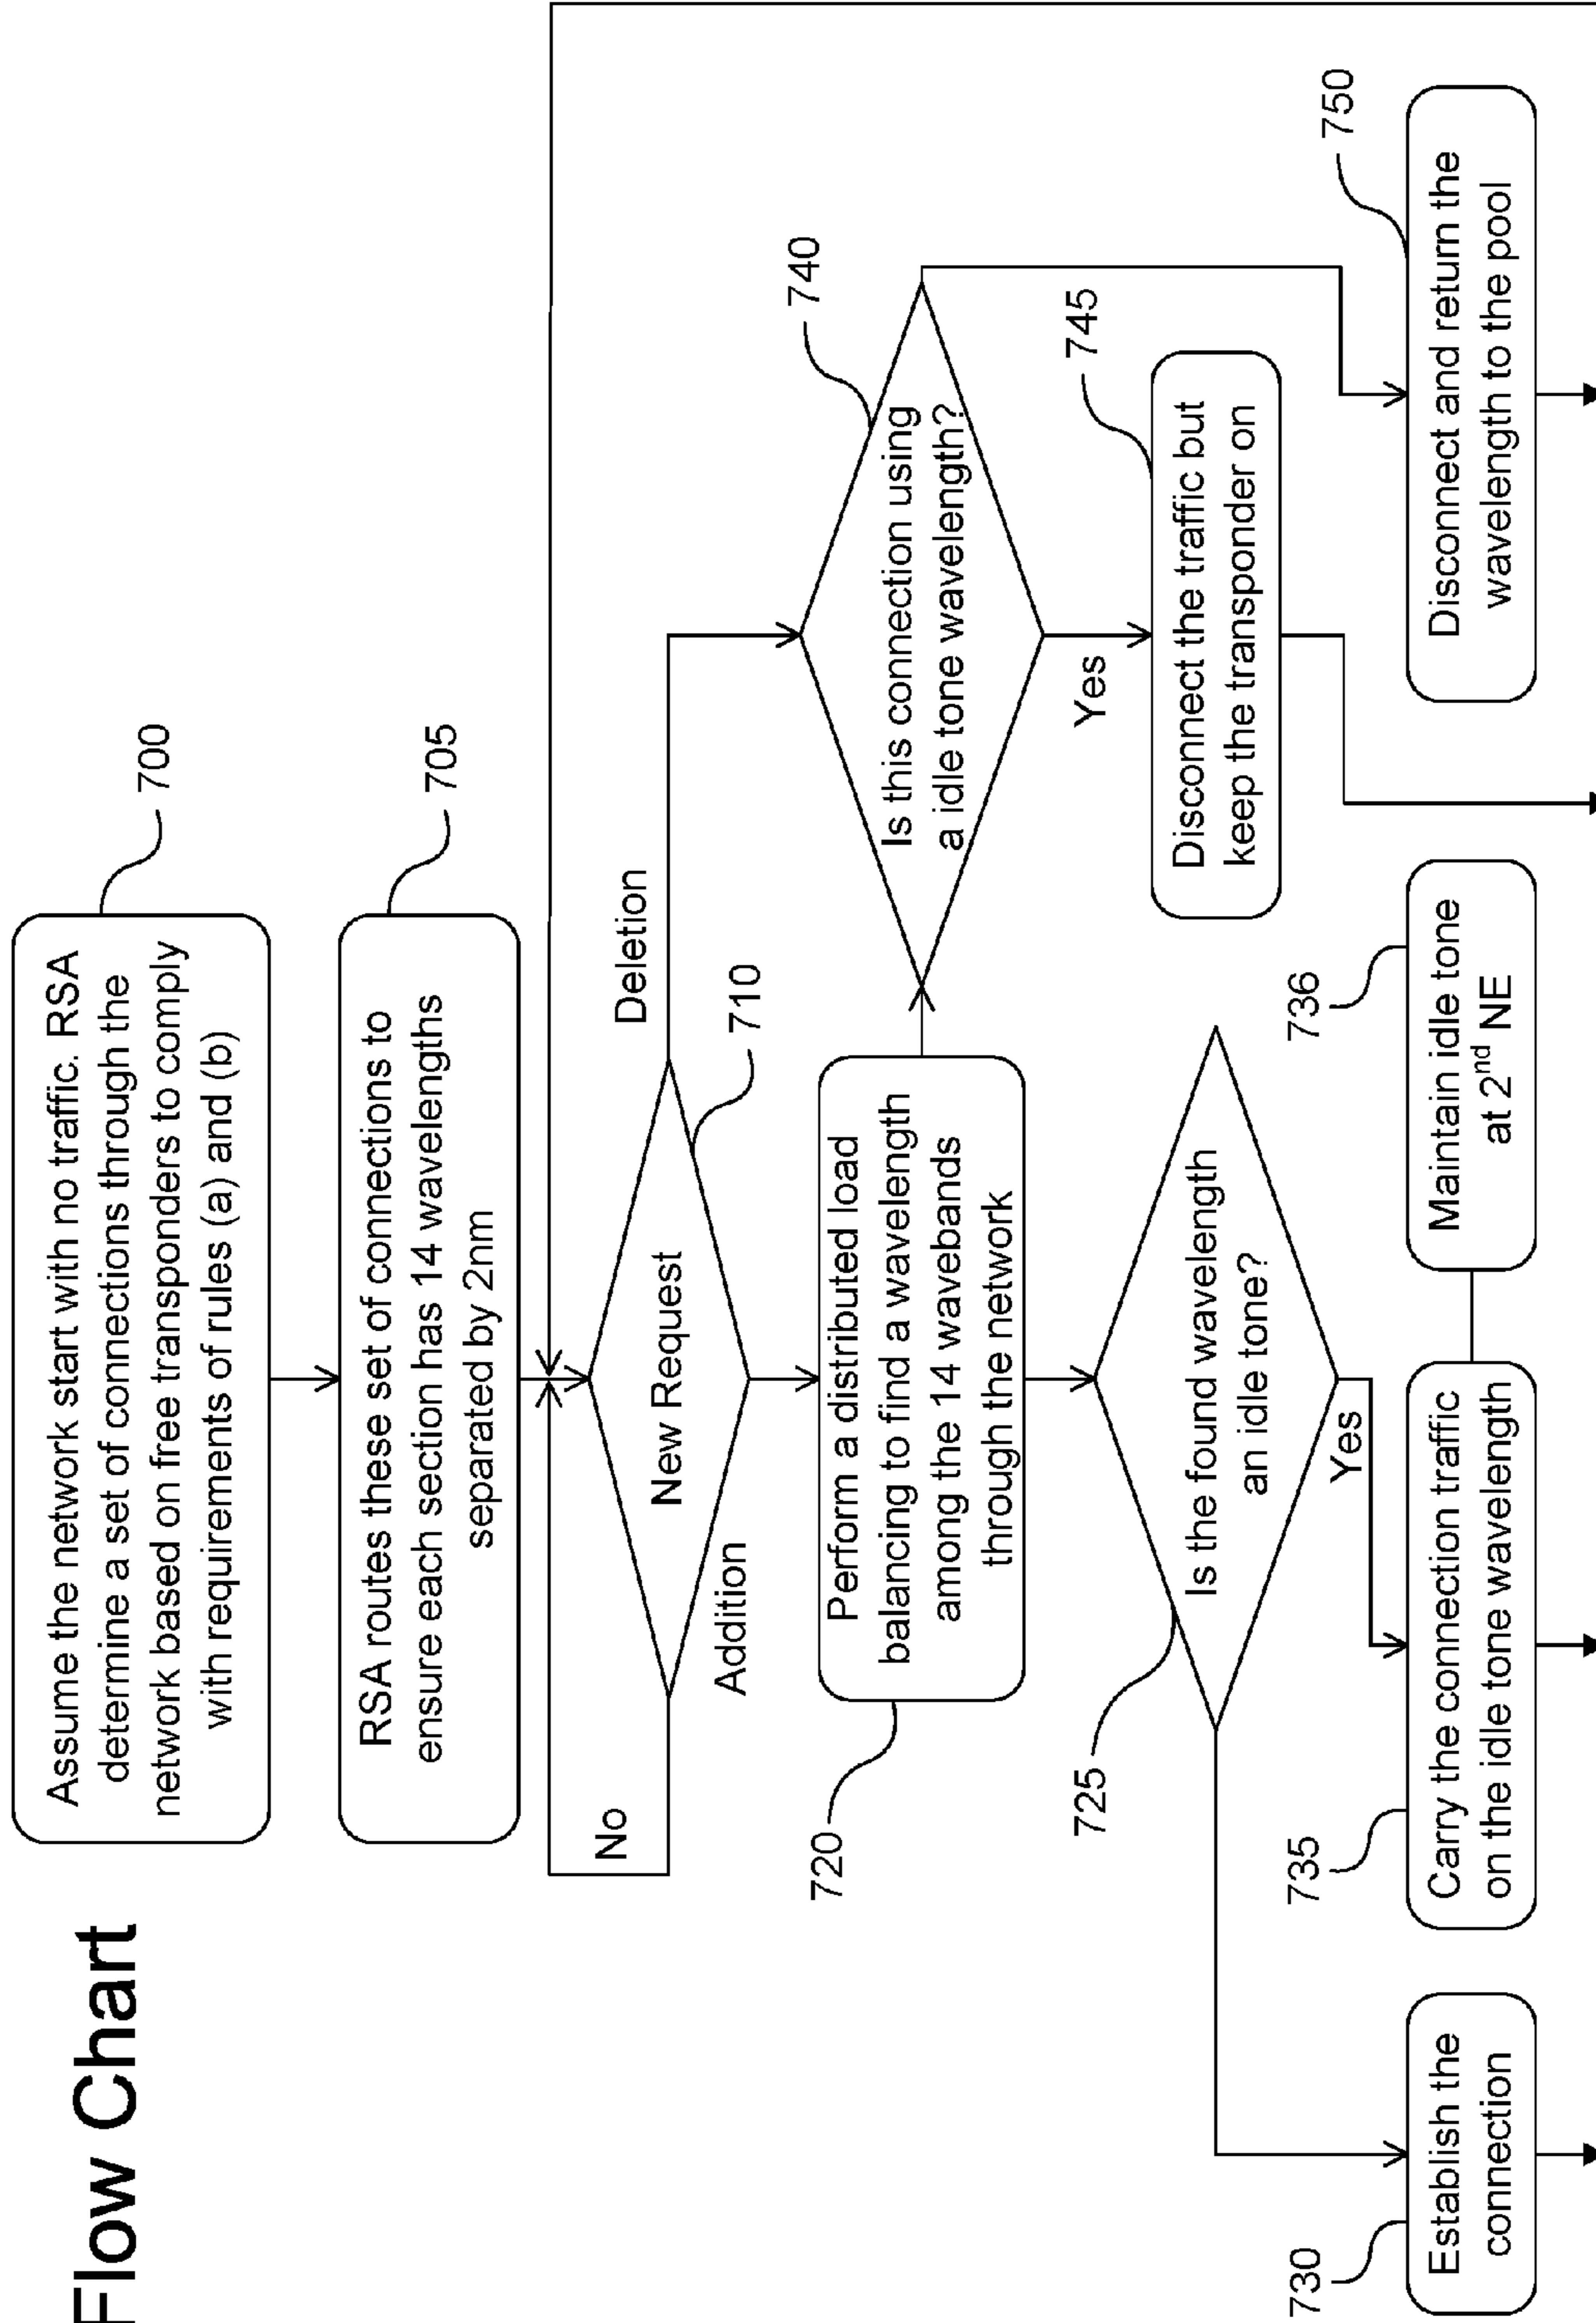 Flow Chart
Assume the network start with no traffic. RSA
determine a set of connections through the
network based on free transponders to comply
with requirements of rules (a) and (b)
700
RSA routes these set of connections to
ensure each section has 14 wavelengths
separated by 2nm
705
No
New Request
Deletion
710
Addition
720
Perform a distributed load
balancing to find a wavelength
among the 14 wavebands
through the network
Is this connection using
a idle tone wavelength?
740
725
Is the found wavelength
an idle tone?
Yes
Yes
Disconnect the traffic but
keep the transponder on
745
730
Establish the
connection
735
Carry the connection traffic
on the idle tone wavelength
736
Maintain idle tone
at 2nd NE
Disconnect and return the
wavelength to the pool
750